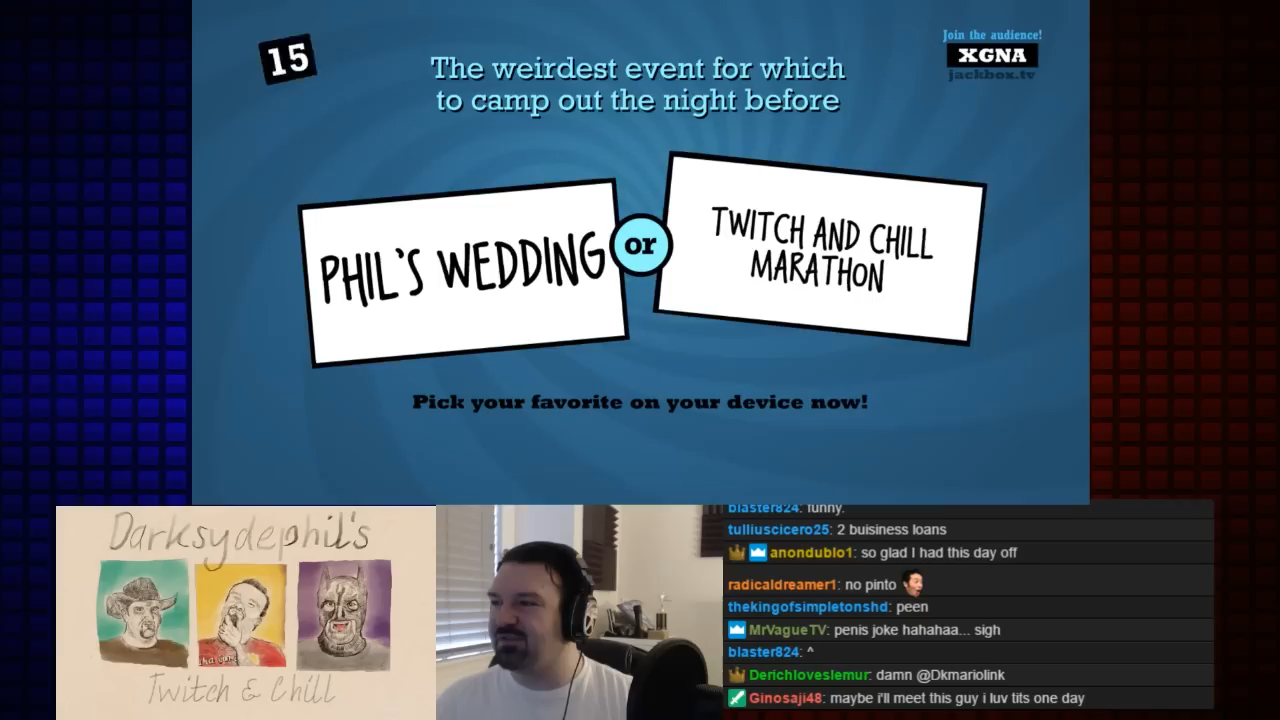 15
The weirdest event for which
to camp out the night before
Join the audience!
XGNA
jackbox.tv
PHIL'S WEDDING
or
TWITCH AND CHILL
MARATHON
Pick your favorite on your device now!
Darksydephil's
Twitch & Chill
blaster824: funny.
tulliuscicero25: 2 buisiness loans
anondublo1: so glad I had this day off
radicaldreamer1: no pinto
thekingofsimpletonshd: peen
MrVagueTV: penis joke hahahaa... sigh
blaster824: ^
Derichloveslemur: damn @Dkmariolink
Ginosaji48: maybe i'll meet this guy i luv tits one day